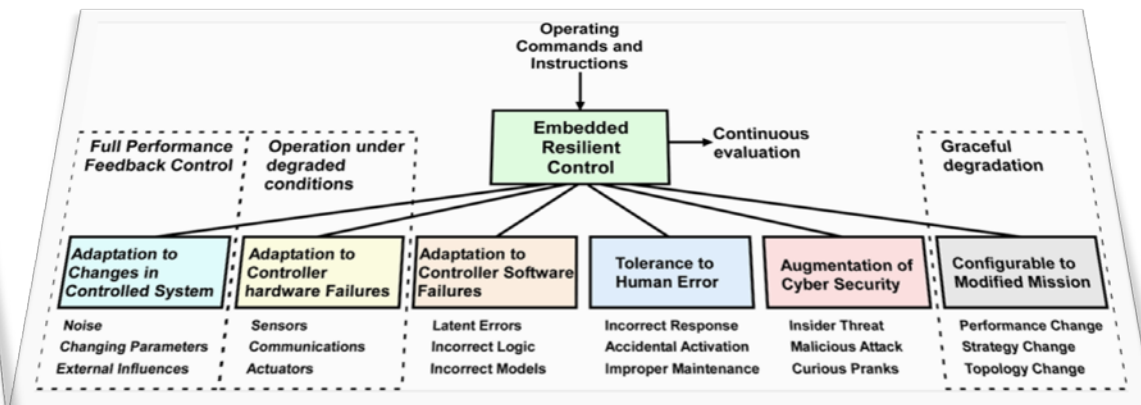 Operating
Commands and
Instructions
Embedded
Resilient
Control
Continuous
evaluation
Full Performance
Feedback Control
Operation under
degraded
conditions
Graceful
degradation
Adaptation to
Changes in
Controlled System
Noise
Changing Parameters
External Influences
Adaptation to
Controller
hardware Failures
Sensors
Communications
Actuators
Adaptation to
Controller Software
Failures
Latent Errors
Incorrect Logic
Incorrect Models
Tolerance to
Human Error
Incorrect Response
Accidental Activation
Improper Maintenance
Augmentation of
Cyber Security
Insider Threat
Malicious Attack
Curious Pranks
Configurable to
Modified Mission
Performance Change
Strategy Change
Topology Change